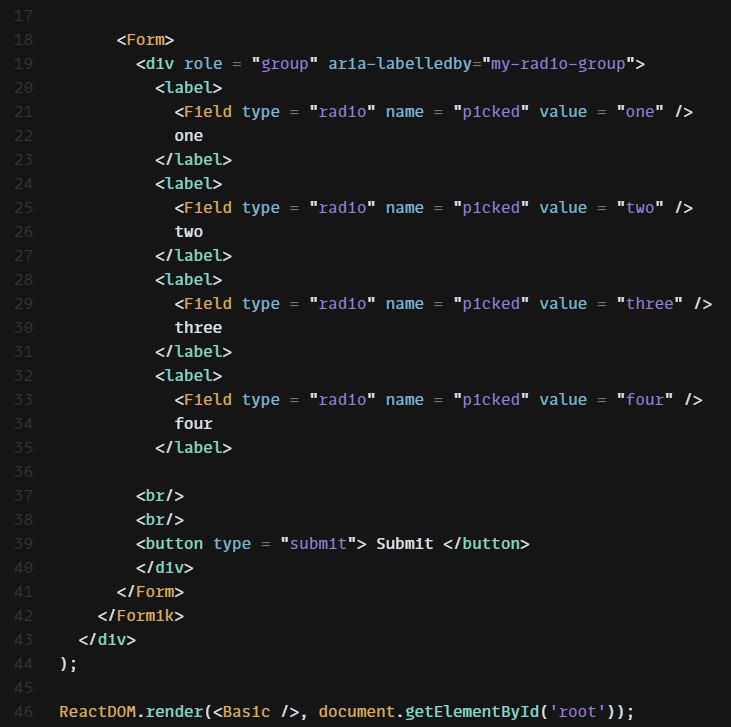 17
18 <Form>
19 <div role = "group" aria-labelledby="my-radio-group">
20 <label>
21 <Field type = "radio" name = "picked" value = "one" />
22 one
23 </label>
24 <label>
25 <Field type = "radio" name = "picked" value = "two" />
26 two
27 </label>
28 <label>
29 <Field type = "radio" name = "picked" value = "three" />
30 three
31 </label>
32 <label>
33 <Field type = "radio" name = "picked" value = "four" />
34 four
35 </label>
36
37 <br/>
38 <br/>
39 <button type = "submit"> Submit </button>
40 </div>
41 </Form>
42 </Formik>
43 </div>
44 );
45
46 ReactDOM.render(<Basic />, document.getElementById('root'));